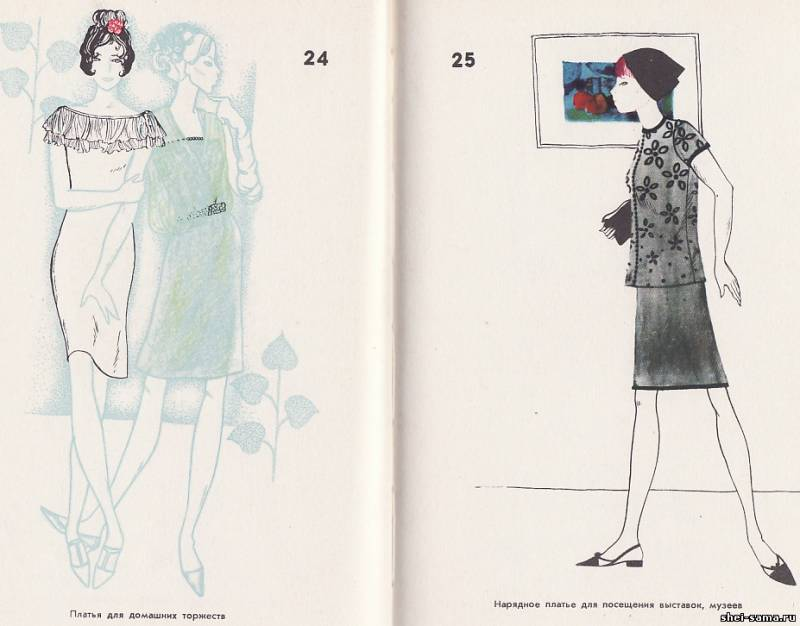 24
25
Платья для домашних торжеств
Нарядное платье для посещения выставок, музеев
shei-sama.ru